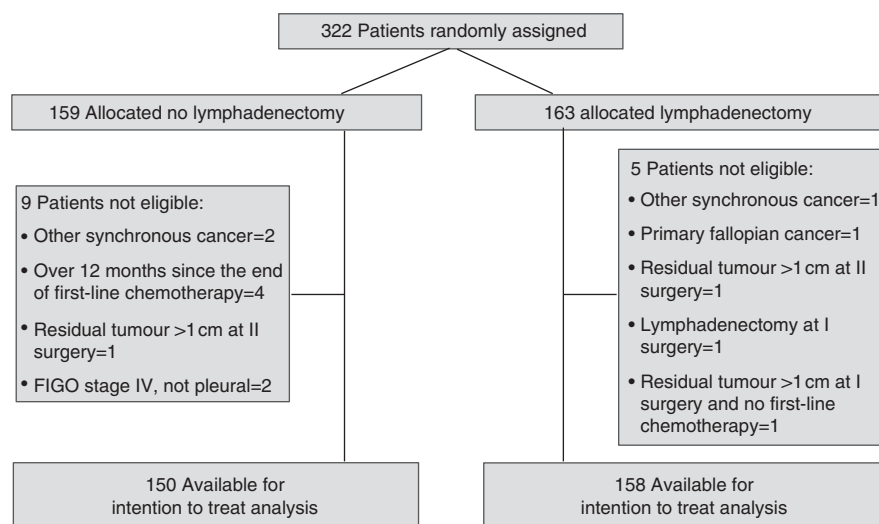 322 Patients randomly assigned
159 Allocated no lymphadenectomy
163 allocated lymphadenectomy
9 Patients not eligible:
• Other synchronous cancer=2
• Over 12 months since the end
of first-line chemotherapy=4
• Residual tumour >1 cm at II
surgery=1
• FIGO stage IV, not pleural=2
5 Patients not eligible:
• Other synchronous cancer=1
• Primary fallopian cancer=1
• Residual tumour >1 cm at II
surgery=1
• Lymphadenectomy at I
surgery=1
• Residual tumour >1 cm at I
surgery and no first-line
chemotherapy=1
150 Available for
intention to treat analysis
158 Available for
intention to treat analysis